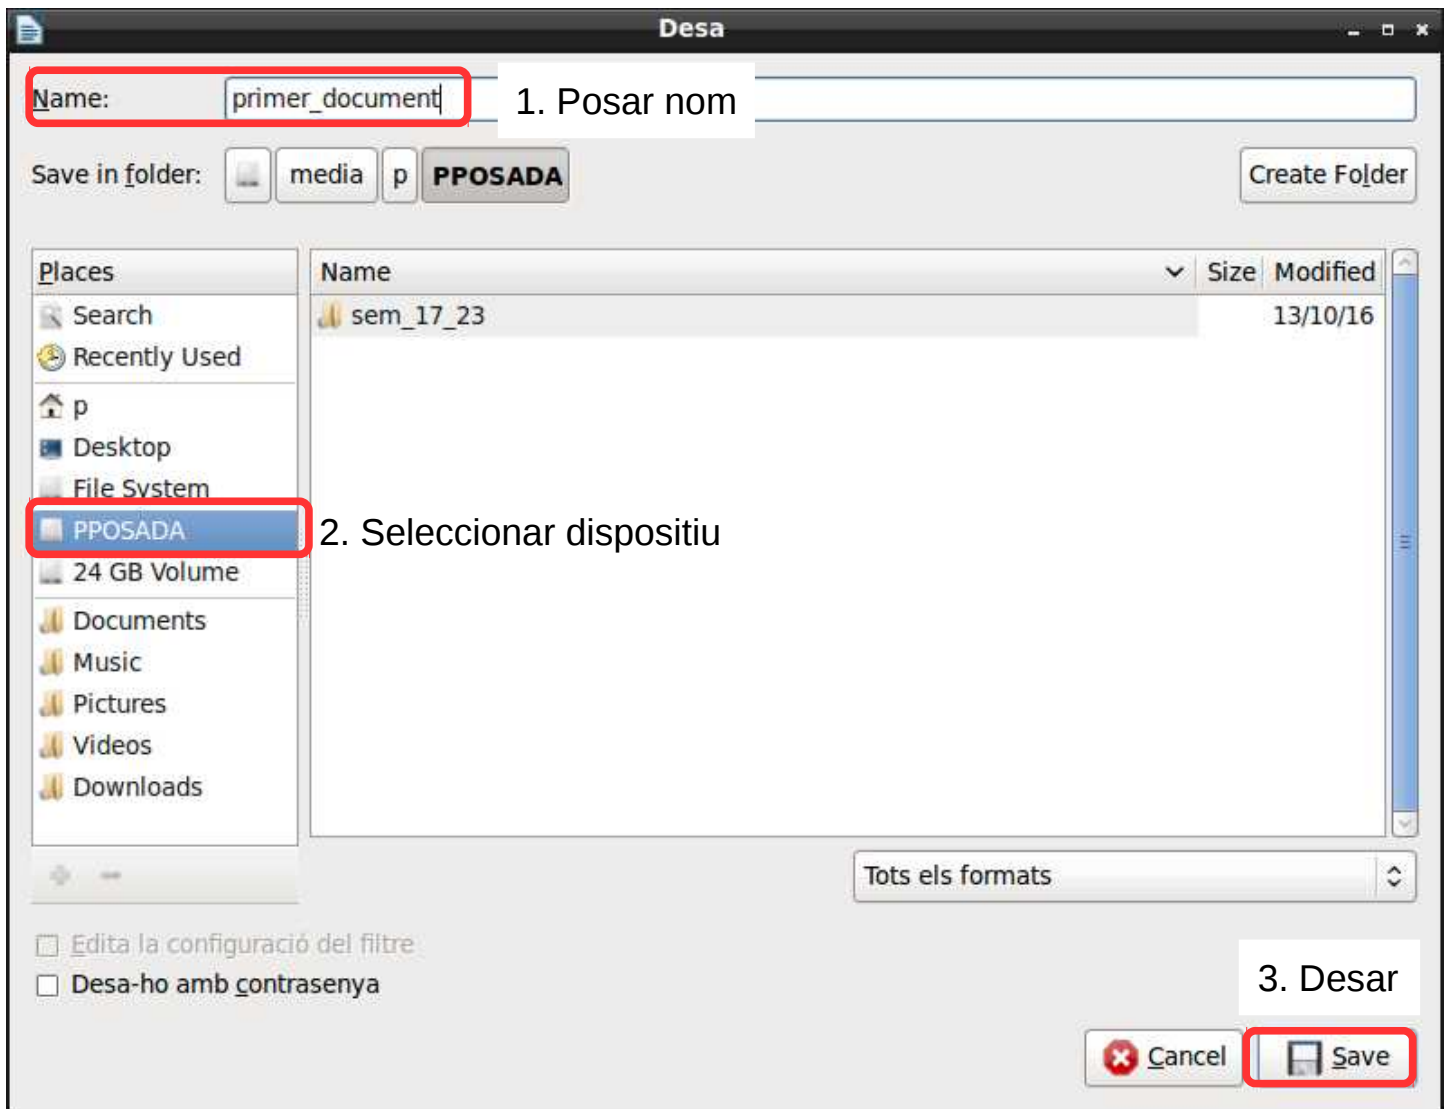 Desa
Name: primer_document 1. Posar nom
Save in folder: media p PPOSADA Create Folder
Places Name Size Modified
Search sem_17_23 13/10/16
Recently Used
p
Desktop
File System
PPOSADA 2. Seleccionar dispositiu
24 GB Volume
Documents
Music
Pictures
Videos
Downloads
Tots els formats
Edita la configuració del filtre
Desa-ho amb contrasenya
3. Desar
Cancel Save